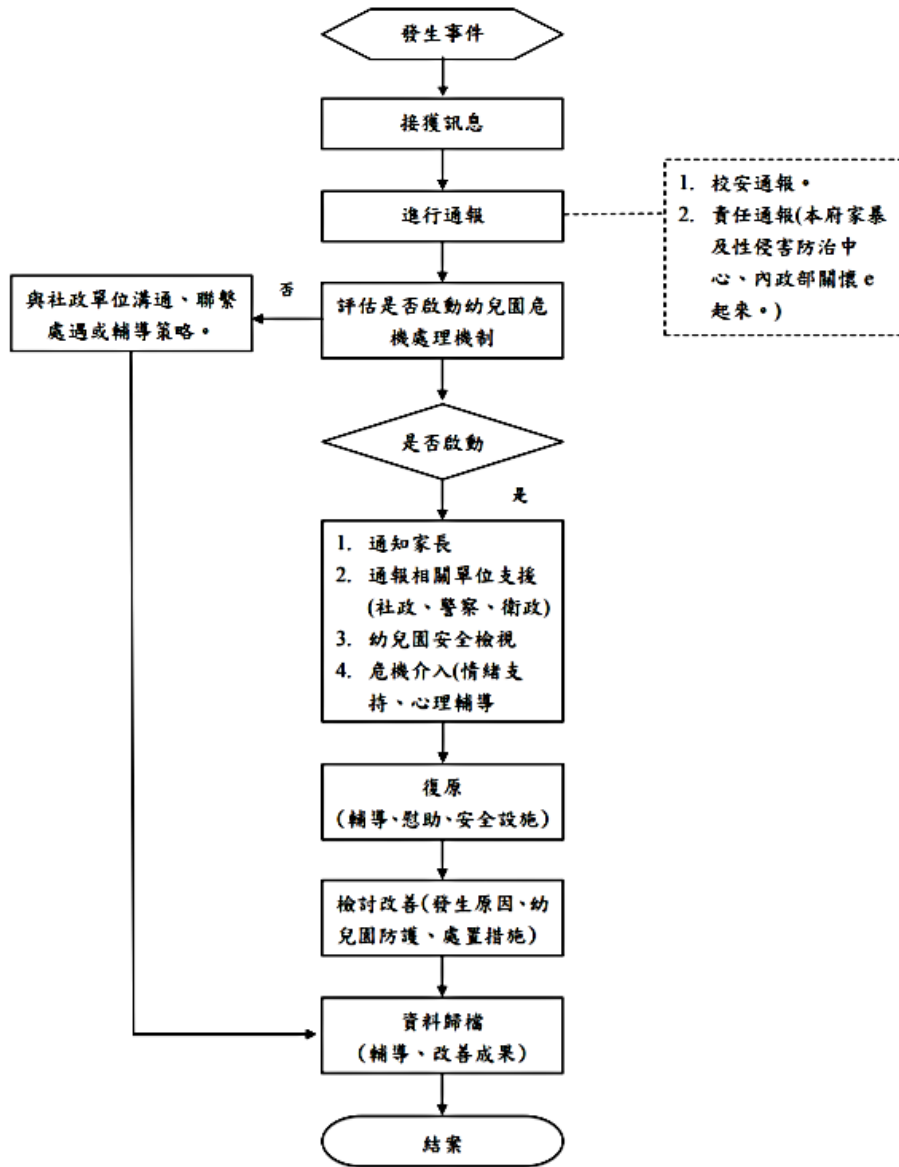 發生事件
接獲訊息
進行通報
1. 校安通報。
2. 責任通報(本府家暴
及性侵害防治中
心、內政部關懷 e
起來。)
評估是否啟動幼兒園危
機處理機制
否
與社政單位溝通、聯繫
處遇或輔導策略。
是否啟動
是
1. 通知家長
2. 通報相關單位支援
(社政、警察、衛政)
3. 幼兒園安全檢視
4. 危機介入(情緒支
持、心理輔導
復原
(輔導、慰助、安全設施)
檢討改善(發生原因、幼
兒園防護、處置措施)
資料歸檔
(輔導、改善成果)
結案